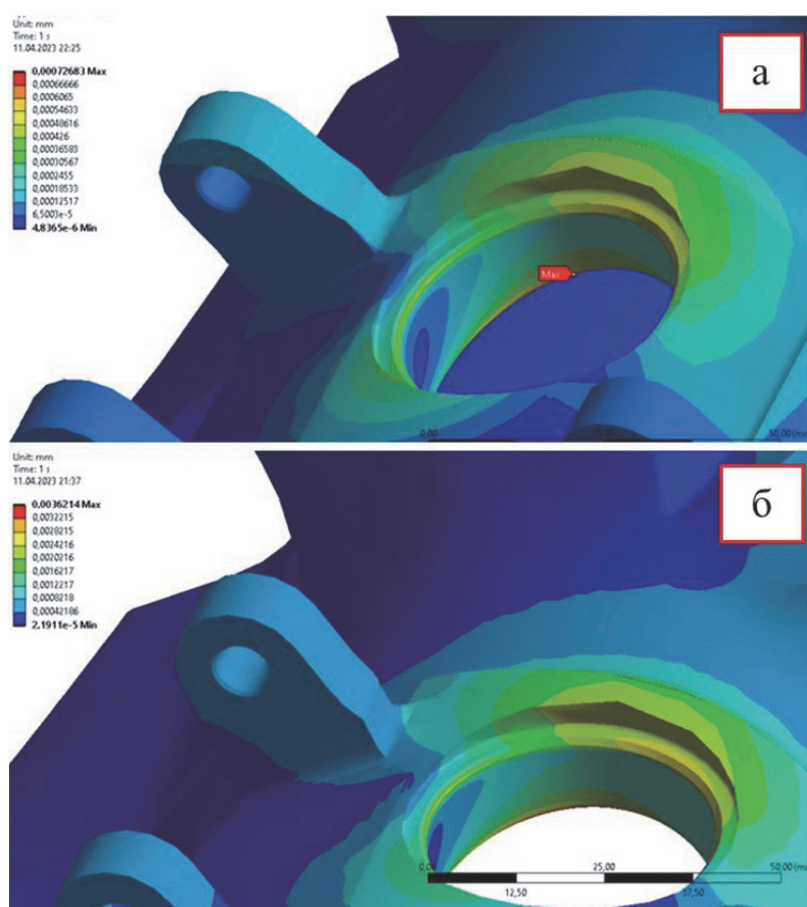 Unit: mm
Time: 1 s
11.04.2023 22:25
0,00072683 Max
0,00066666
0,0006065
0,00054633
0,00048616
0,000426
0,00036583
0,00030567
0,0002455
0,00018533
0,00012517
6,5003e-5
4,8365e-6 Min
а
0,00
50,00 (mm)
Unit: mm
Time: 1 s
11.04.2023 21:37
0,0036214 Max
0,0032215
0,0028215
0,0024216
0,0020216
0,0016217
0,0012217
0,0008218
0,00042186
2,1911e-5 Min
б
0,00
25,00
50,00 (mm)
12,50
37,50